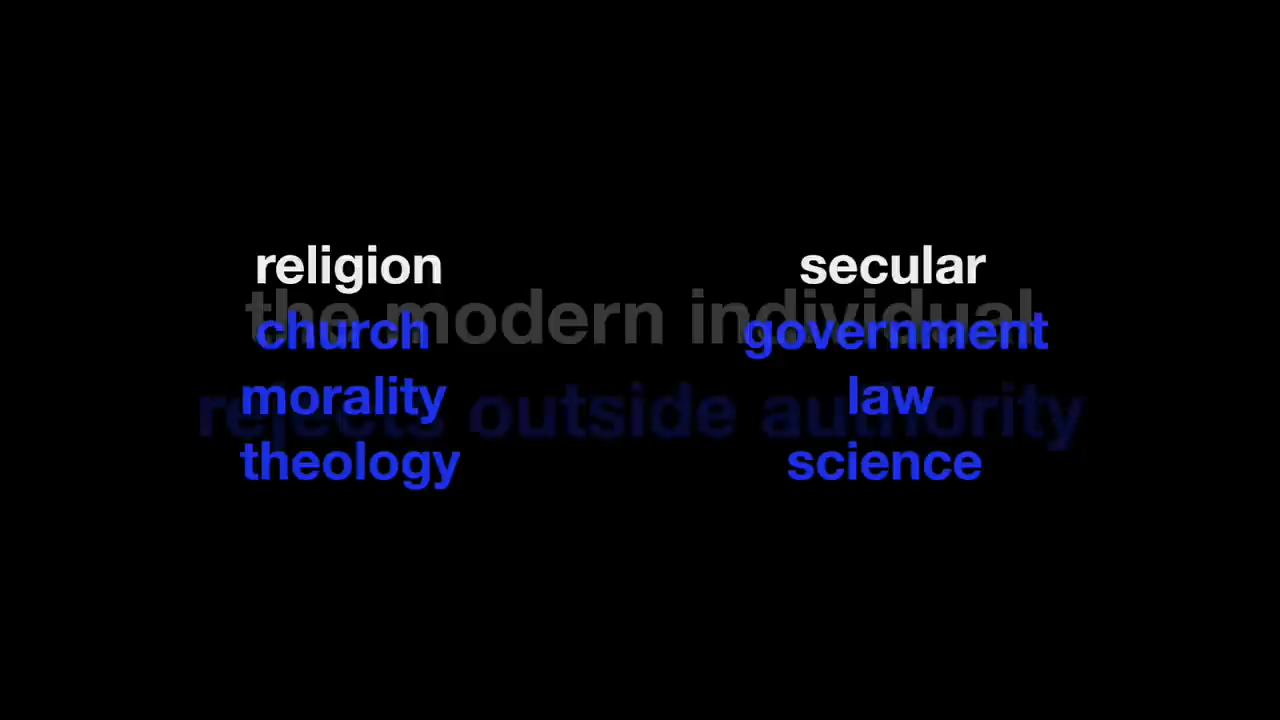 religion
secular
the modern individual
church
government
morality
law
rejects outside authority
theology
science